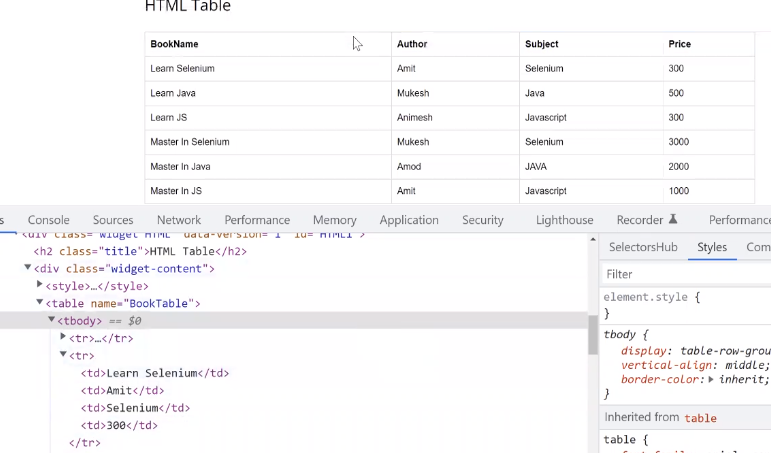 HTML Table
BookName Author Subject Price
Learn Selenium Amit Selenium 300
Learn Java Mukesh Java 500
Learn JS Animesh Javascript 300
Master In Selenium Mukesh Selenium 3000
Master In Java Amod JAVA 2000
Master In JS Amit Javascript 1000
s Console Sources Network Performance Memory Application Security Lighthouse Recorder Performance
<div class="widget HTML" data-version="1" id="HTML1">
<h2 class="title">HTML Table</h2>
<div class="widget-content">
<style>…</style>
<table name="BookTable">
<tbody> == $0
<tr>…</tr>
<tr>
<td>Learn Selenium</td>
<td>Amit</td>
<td>Selenium</td>
<td>300</td>
</tr>
SelectorsHub Styles Com
Filter
element.style {
}
tbody {
display: table-row-grou
vertical-align: middle;
border-color: inherit;
}
Inherited from table
table {